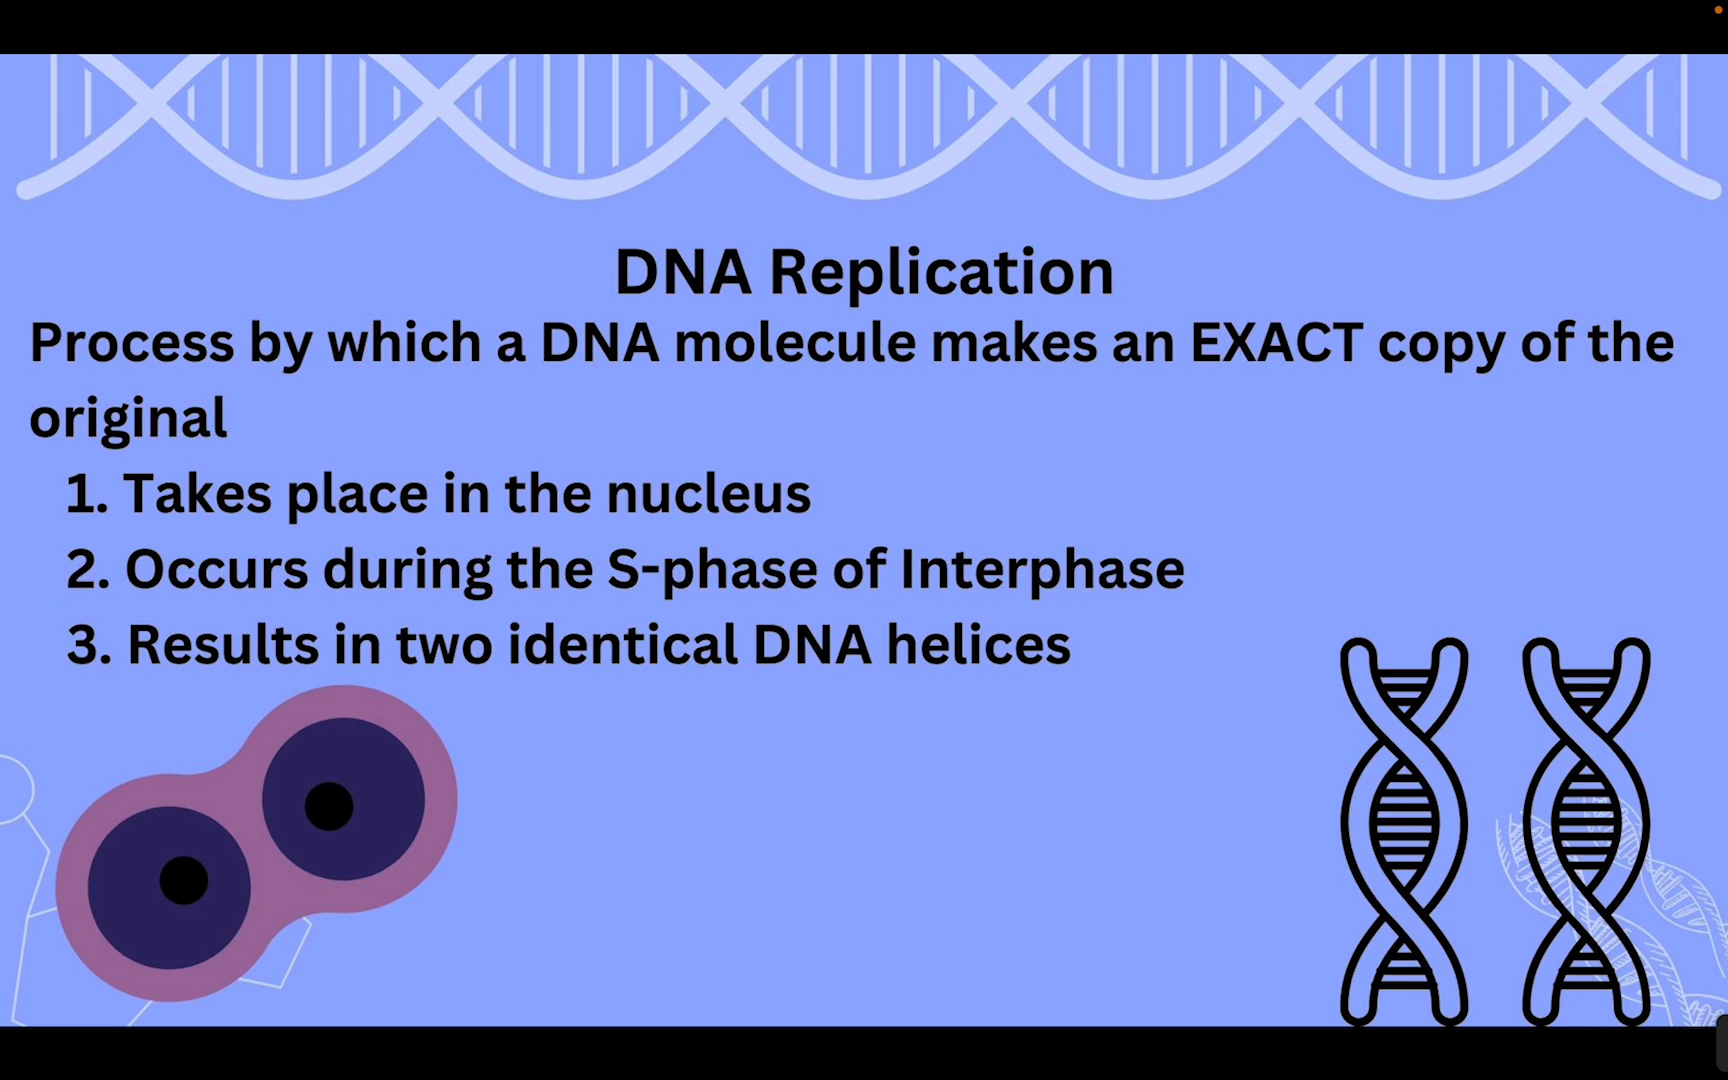 DNA Replication
Process by which a DNA molecule makes an EXACT copy of the
original
1. Takes place in the nucleus
2. Occurs during the S-phase of Interphase
3. Results in two identical DNA helices